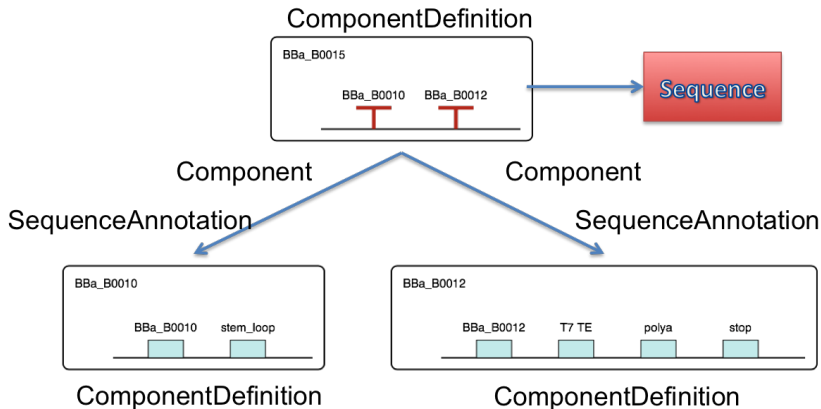 ComponentDefinition
BBa_B0015
BBa_B0010 BBa_B0012
Sequence
Component Component
SequenceAnnotation SequenceAnnotation
BBa_B0010
BBa_B0010 stem_loop
ComponentDefinition
BBa_B0012
BBa_B0012 T7 TE polya stop
ComponentDefinition